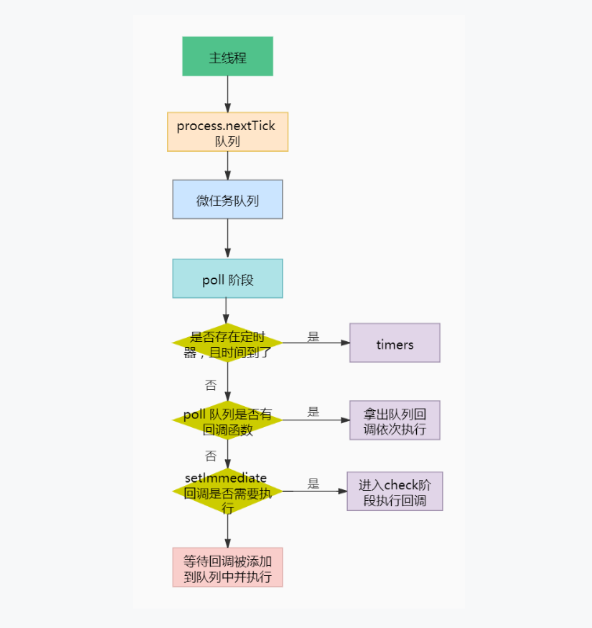 主线程
process.nextTick
队列
微任务队列
poll 阶段
是否存在定时
器，且时间到了
是
timers
否
poll 队列是否有
回调函数
是
拿出队列回
调依次执行
否
setImmediate
回调是否需要执
行
是
进入check阶
段执行回调
等待回调被添加
到队列中并执行